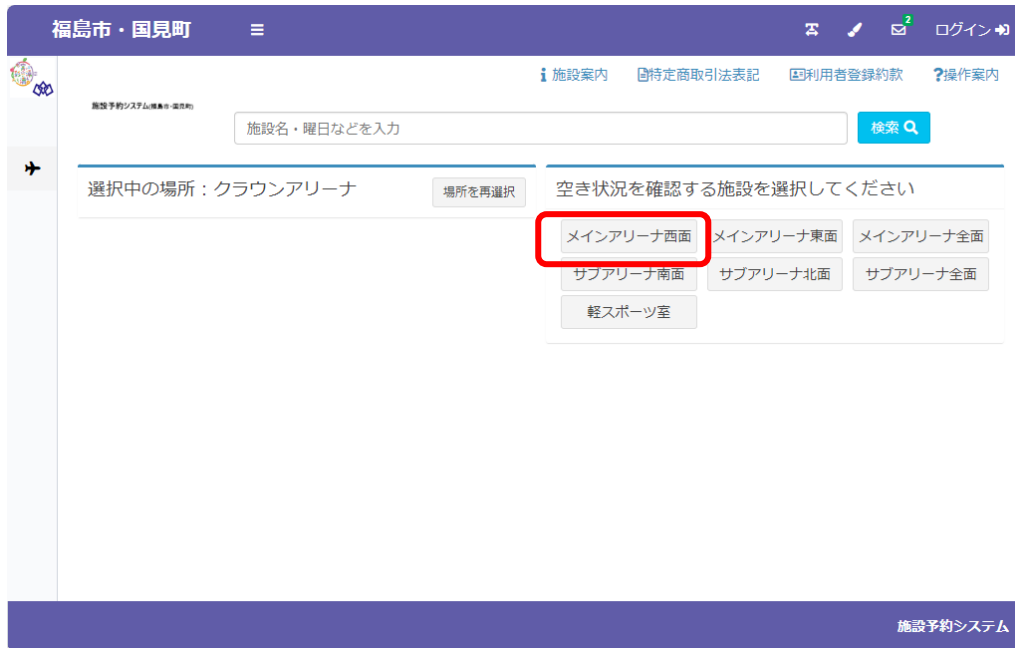 福島市・国見町
2
ログイン
施設案内 特定商取引法表記 利用者登録約款 ?操作案内
施設予約システム(福島市・国見町)
施設名・曜日などを入力
検索
選択中の場所：クラウンアリーナ
場所を再選択
空き状況を確認する施設を選択してください
メインアリーナ西面 メインアリーナ東面 メインアリーナ全面
サブアリーナ南面 サブアリーナ北面 サブアリーナ全面
軽スポーツ室
施設予約システム